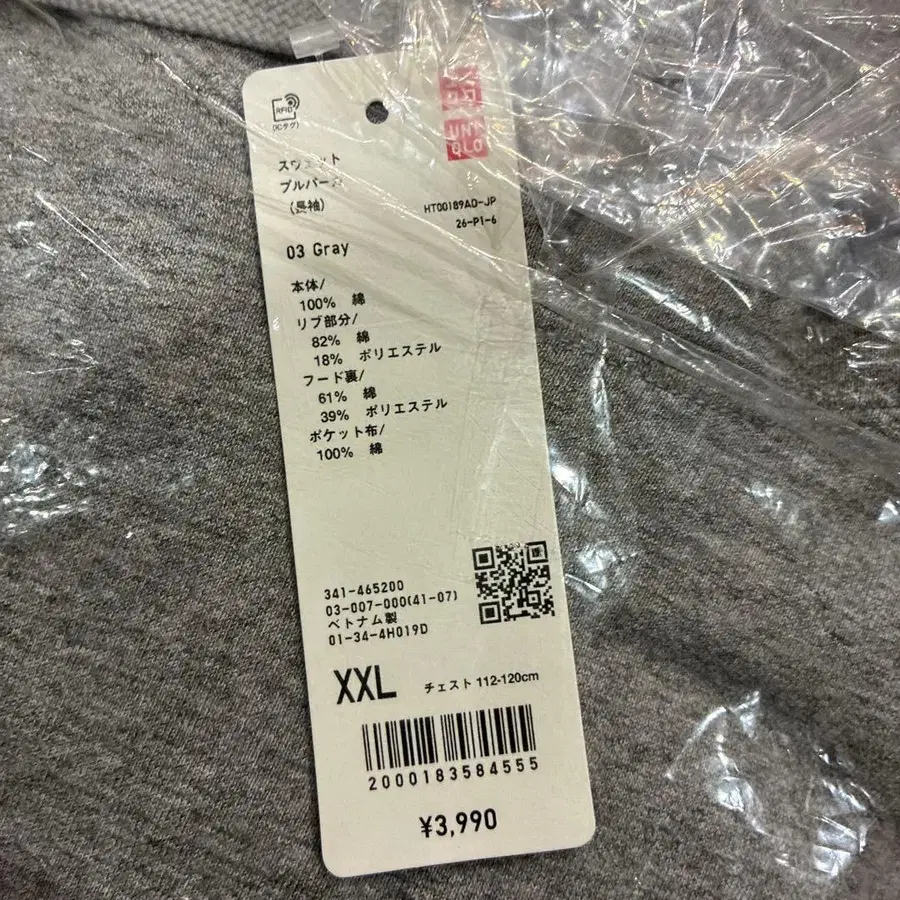 RFID
(ICタグ)
UNI
QLO
スウェット
プルパーカ
(長袖)
HT00189AD-JP
26-P1-6
03 Gray
本体/
100% 綿
リブ部分/
82% 綿
18% ポリエステル
フード裏/
61% 綿
39% ポリエステル
ポケット布/
100% 綿
341-465200
03-007-000(41-07)
ベトナム製
01-34-4H019D
XXL チェスト 112-120cm
2000183584555
¥3,990